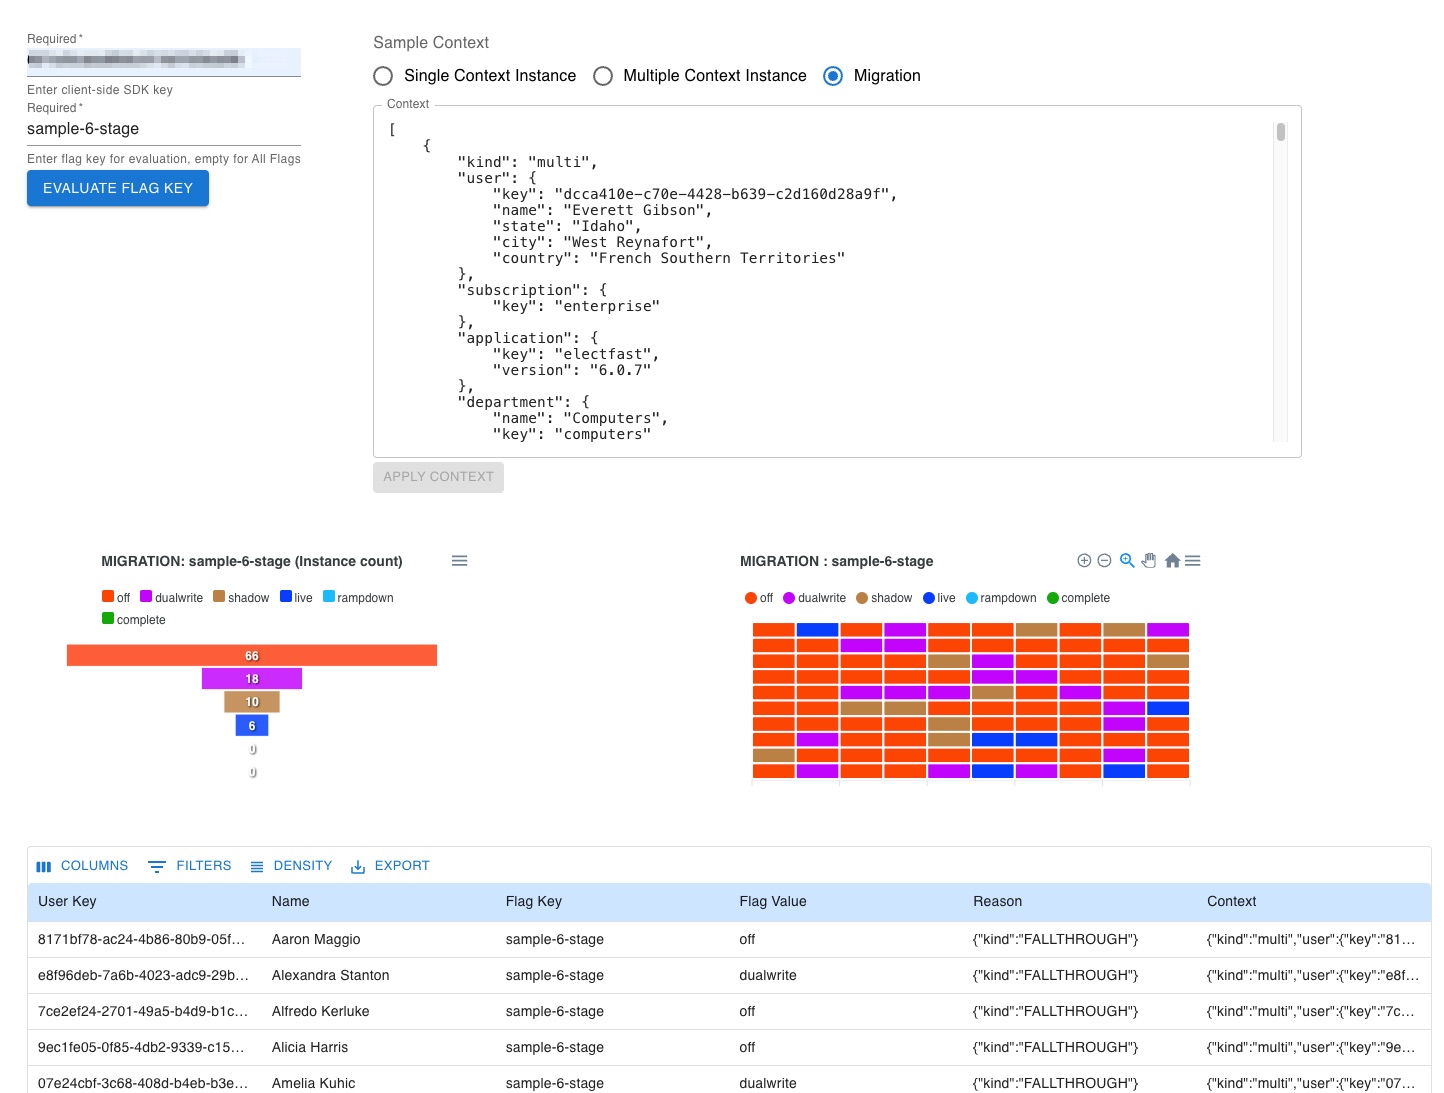 Required *
Enter client-side SDK key
Required *
sample-6-stage
Enter flag key for evaluation, empty for All Flags
EVALUATE FLAG KEY
Sample Context
Single Context Instance Multiple Context Instance Migration
Context
[
{
"kind": "multi",
"user": {
"key": "dcca410e-c70e-4428-b639-c2d160d28a9f",
"name": "Everett Gibson",
"state": "Idaho",
"city": "West Reynafort",
"country": "French Southern Territories"
},
"subscription": {
"key": "enterprise"
},
"application": {
"key": "electfast",
"version": "6.0.7"
},
"department": {
"name": "Computers",
"key": "computers"
APPLY CONTEXT
MIGRATION: sample-6-stage (Instance count)
off dualwrite shadow live rampdown
complete
66
18
10
6
0
0
MIGRATION : sample-6-stage
off dualwrite shadow live rampdown complete
COLUMNS FILTERS DENSITY EXPORT
User Key Name Flag Key Flag Value Reason Context
8171bf78-ac24-4b86-80b9-05f... Aaron Maggio sample-6-stage off {"kind":"FALLTHROUGH"} {"kind":"multi","user":{"key":"81...
e8f96deb-7a6b-4023-adc9-29b... Alexandra Stanton sample-6-stage dualwrite {"kind":"FALLTHROUGH"} {"kind":"multi","user":{"key":"e8f...
7ce2ef24-2701-49a5-b4d9-b1c... Alfredo Kerluke sample-6-stage off {"kind":"FALLTHROUGH"} {"kind":"multi","user":{"key":"7c...
9ec1fe05-0f85-4db2-9339-c15... Alicia Harris sample-6-stage off {"kind":"FALLTHROUGH"} {"kind":"multi","user":{"key":"9e...
07e24cbf-3c68-408d-b4eb-b3e... Amelia Kuhic sample-6-stage dualwrite {"kind":"FALLTHROUGH"} {"kind":"multi","user":{"key":"07...